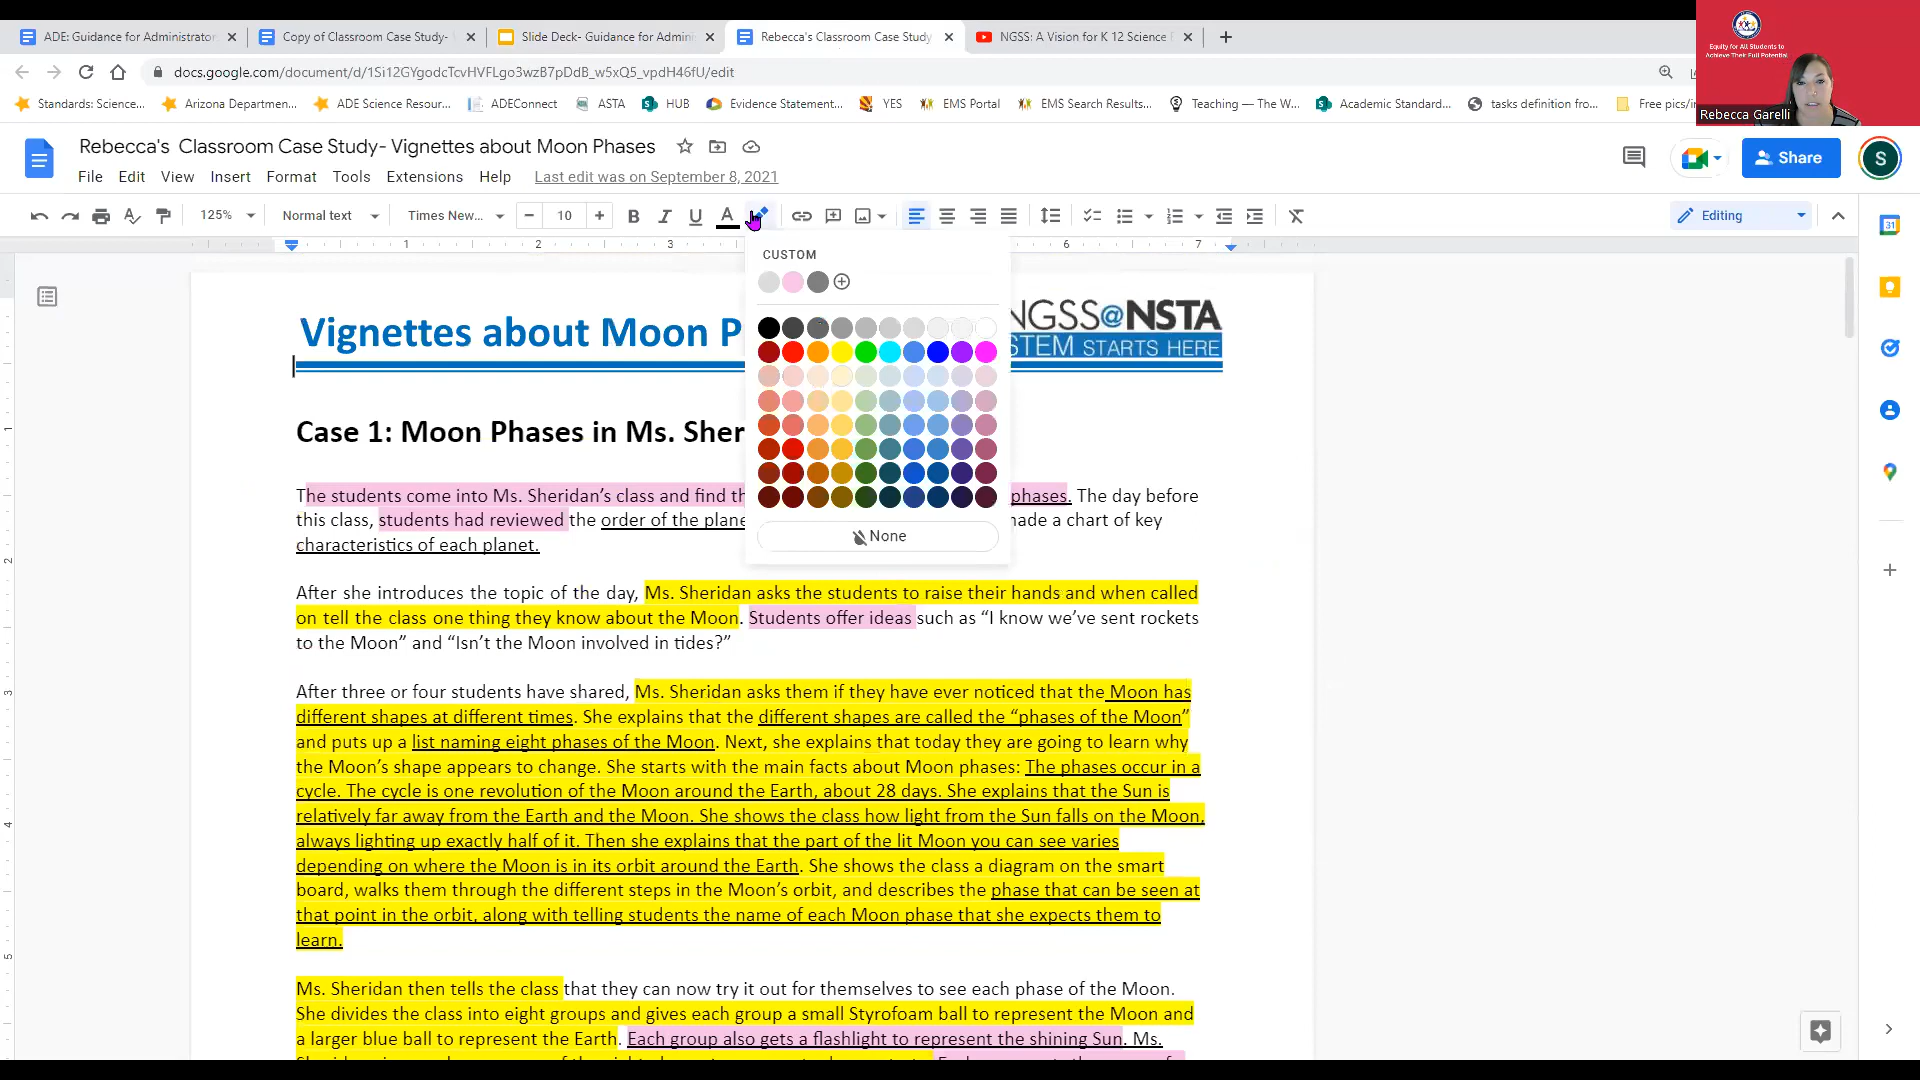 ADE: Guidance for Administrator
Copy of Classroom Case Study-
Slide Deck- Guidance for Admini
Rebecca's Classroom Case Study
NGSS: A Vision for K 12 Science
Equity for All Students to
Achieve Their Full Potential
docs.google.com/document/d/1Si12GYgodcTcvHVFLgo3wzB7pDdB_w5xQ5_vpdH46fU/edit
Standards: Science...
Arizona Departmen...
ADE Science Resour...
ADEConnect
ASTA
HUB
Evidence Statement...
YES
EMS Portal
EMS Search Results...
Teaching — The W...
Academic Standard...
tasks definition fro...
Free pics/i
Rebecca Garelli
Rebecca's Classroom Case Study- Vignettes about Moon Phases
Share
S
File Edit View Insert Format Tools Extensions Help Last edit was on September 8, 2021
125% Normal text Times New... 10 B I U A Editing
1 2 3 6 7
CUSTOM
Vignettes about Moon P
NGSS@NSTA
STEM STARTS HERE
Case 1: Moon Phases in Ms. Sher
The students come into Ms. Sheridan’s class and find th phases. The day before
this class, students had reviewed the order of the plane made a chart of key
characteristics of each planet.
None
After she introduces the topic of the day, Ms. Sheridan asks the students to raise their hands and when called
on tell the class one thing they know about the Moon. Students offer ideas such as “I know we’ve sent rockets
to the Moon” and “Isn’t the Moon involved in tides?”
After three or four students have shared, Ms. Sheridan asks them if they have ever noticed that the Moon has
different shapes at different times. She explains that the different shapes are called the “phases of the Moon”
and puts up a list naming eight phases of the Moon. Next, she explains that today they are going to learn why
the Moon’s shape appears to change. She starts with the main facts about Moon phases: The phases occur in a
cycle. The cycle is one revolution of the Moon around the Earth, about 28 days. She explains that the Sun is
relatively far away from the Earth and the Moon. She shows the class how light from the Sun falls on the Moon,
always lighting up exactly half of it. Then she explains that the part of the lit Moon you can see varies
depending on where the Moon is in its orbit around the Earth. She shows the class a diagram on the smart
board, walks them through the different steps in the Moon’s orbit, and describes the phase that can be seen at
that point in the orbit, along with telling students the name of each Moon phase that she expects them to
learn.
Ms. Sheridan then tells the class that they can now try it out for themselves to see each phase of the Moon.
She divides the class into eight groups and gives each group a small Styrofoam ball to represent the Moon and
a larger blue ball to represent the Earth. Each group also gets a flashlight to represent the shining Sun. Ms.